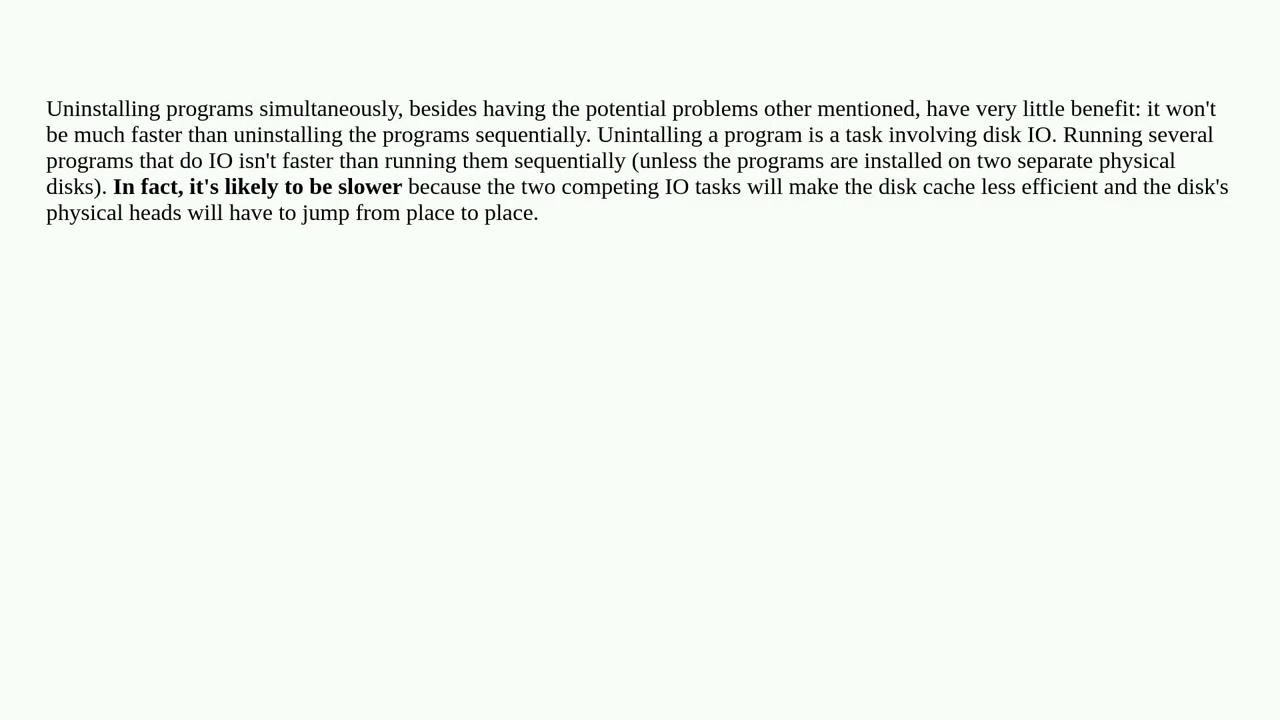 Uninstalling programs simultaneously, besides having the potential problems other mentioned, have very little benefit: it won't
be much faster than uninstalling the programs sequentially. Unintalling a program is a task involving disk IO. Running several
programs that do IO isn't faster than running them sequentially (unless the programs are installed on two separate physical
disks). In fact, it's likely to be slower because the two competing IO tasks will make the disk cache less efficient and the disk's
physical heads will have to jump from place to place.